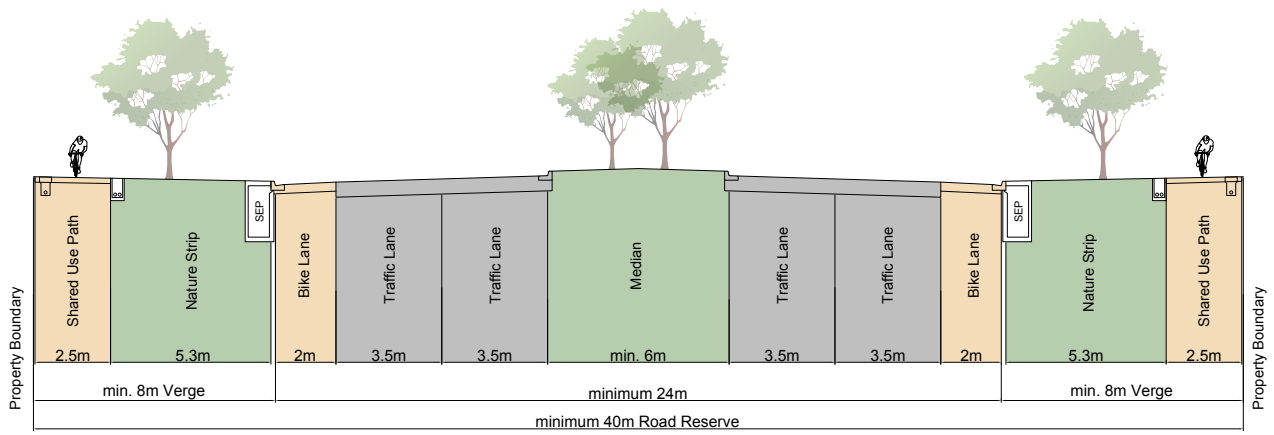 Property Boundary
Shared Use Path
Nature Strip
SEP
Bike Lane
Traffic Lane
Traffic Lane
Median
Traffic Lane
Traffic Lane
Bike Lane
SEP
Nature Strip
Shared Use Path
Property Boundary
2.5m
5.3m
2m
3.5m
3.5m
min. 6m
3.5m
3.5m
2m
5.3m
2.5m
min. 8m Verge
minimum 24m
min. 8m Verge
minimum 40m Road Reserve